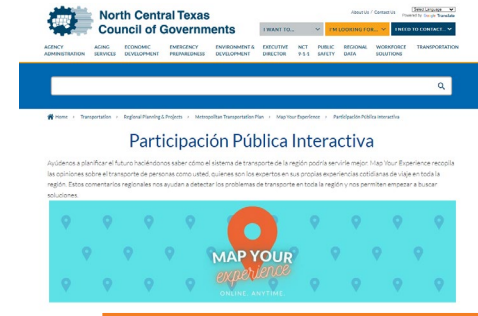 North Central Texas
Council of Governments
About Us / Contact Us
Select Language
Powered by Google Translate
I WANT TO...
I'M LOOKING FOR...
I NEED TO CONTACT...
AGENCY ADMINISTRATION
AGING SERVICES
ECONOMIC DEVELOPMENT
EMERGENCY PREPAREDNESS
ENVIRONMENT & DEVELOPMENT
EXECUTIVE DIRECTOR
NCT 9-1-1
PUBLIC SAFETY
REGIONAL DATA
WORKFORCE SOLUTIONS
TRANSPORTATION
Home › Transportation › Regional Planning & Projects › Metropolitan Transportation Plan › Map Your Experience › Participación Pública Interactiva
Participación Pública Interactiva
Ayúdenos a planificar el futuro haciéndonos saber cómo el sistema de transporte de la región podría servirle mejor. Map Your Experience recopila
las opiniones sobre el transporte de personas como usted, quienes son los expertos en sus propias experiencias cotidianas de viaje en toda la
región. Estos comentarios regionales nos ayudan a detectar los problemas de transporte en toda la región y nos permiten empezar a buscar
soluciones.
MAP YOUR
experience
ONLINE. ANYTIME.